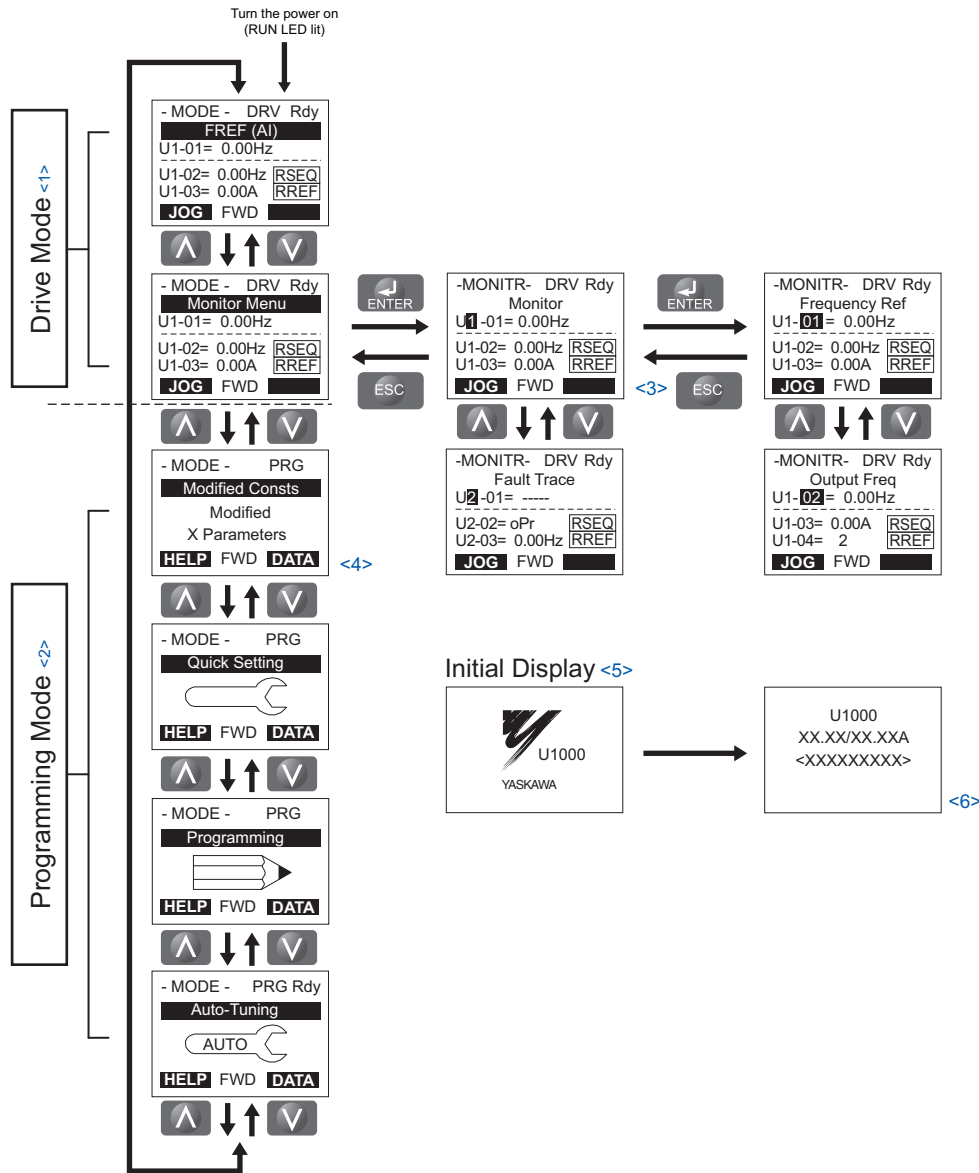 Turn the power on
(RUN LED lit)
Drive Mode <1>
- MODE - DRV Rdy
FREF (AI)
U1-01= 0.00Hz
U1-02= 0.00Hz RSEQ
U1-03= 0.00A RREF
JOG FWD
- MODE - DRV Rdy
Monitor Menu
U1-01= 0.00Hz
U1-02= 0.00Hz RSEQ
U1-03= 0.00A RREF
JOG FWD
ENTER
ESC
-MONITR- DRV Rdy
Monitor
U1 -01= 0.00Hz
U1-02= 0.00Hz RSEQ
U1-03= 0.00A RREF
JOG FWD
<3>
ENTER
ESC
-MONITR- DRV Rdy
Frequency Ref
U1- 01 = 0.00Hz
U1-02= 0.00Hz RSEQ
U1-03= 0.00A RREF
JOG FWD
-MONITR- DRV Rdy
Fault Trace
U2 -01= -----
U2-02= oPr RSEQ
U2-03= 0.00Hz RREF
JOG FWD
-MONITR- DRV Rdy
Output Freq
U1- 02 = 0.00Hz
U1-03= 0.00A RSEQ
U1-04= 2 RREF
JOG FWD
Programming Mode <2>
- MODE - PRG
Modified Consts
Modified
X Parameters
HELP FWD DATA
<4>
- MODE - PRG
Quick Setting
HELP FWD DATA
- MODE - PRG
Programming
HELP FWD DATA
- MODE - PRG Rdy
Auto-Tuning
AUTO
HELP FWD DATA
Initial Display <5>
U1000
YASKAWA
U1000
XX.XX/XX.XXA
<XXXXXXXXX>
<6>